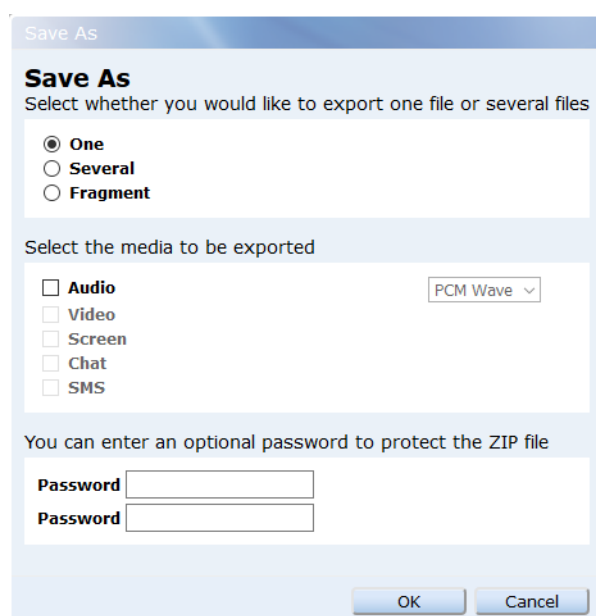 Save As
Save As
Select whether you would like to export one file or several files
One
Several
Fragment
Select the media to be exported
Audio PCM Wave
Video
Screen
Chat
SMS
You can enter an optional password to protect the ZIP file
Password
Password
OK Cancel